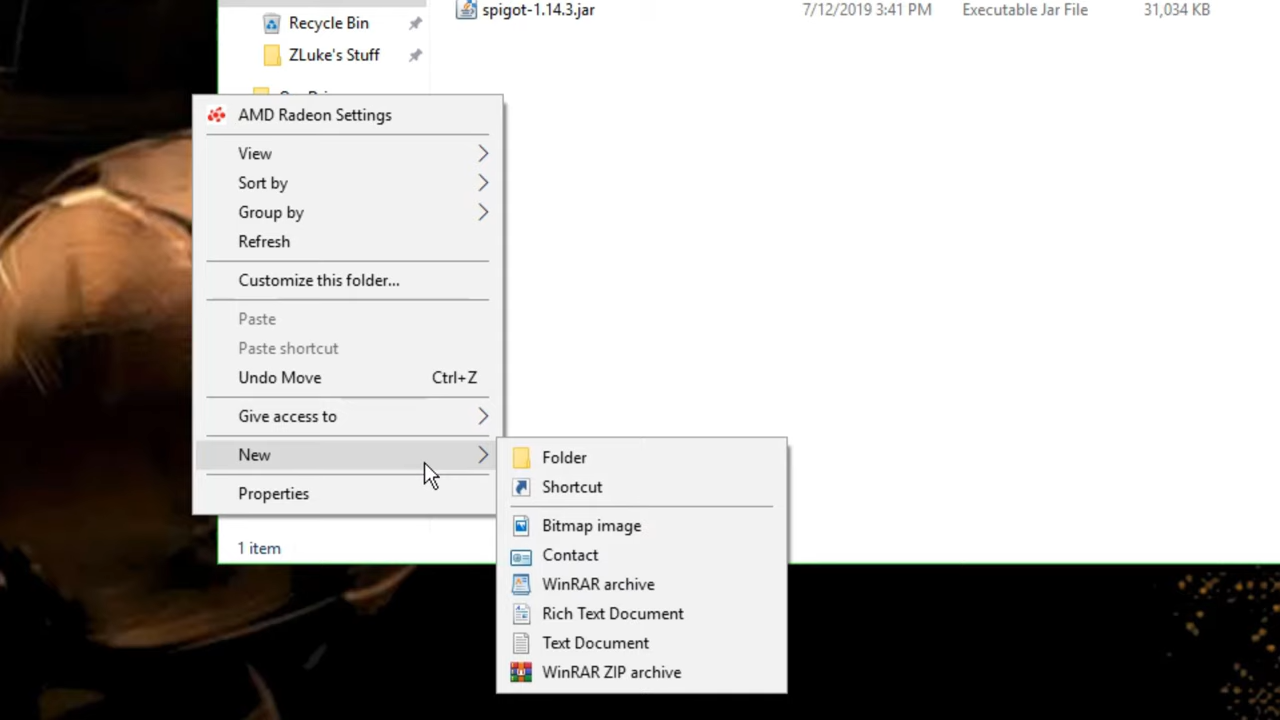 Recycle Bin
spigot-1.14.3.jar 7/12/2019 3:41 PM Executable Jar File 31,034 KB
ZLuke's Stuff
AMD Radeon Settings
View
Sort by
Group by
Refresh
Customize this folder...
Paste
Paste shortcut
Undo Move Ctrl+Z
Give access to
New
Properties
Folder
Shortcut
Bitmap image
Contact
WinRAR archive
Rich Text Document
Text Document
WinRAR ZIP archive
1 item